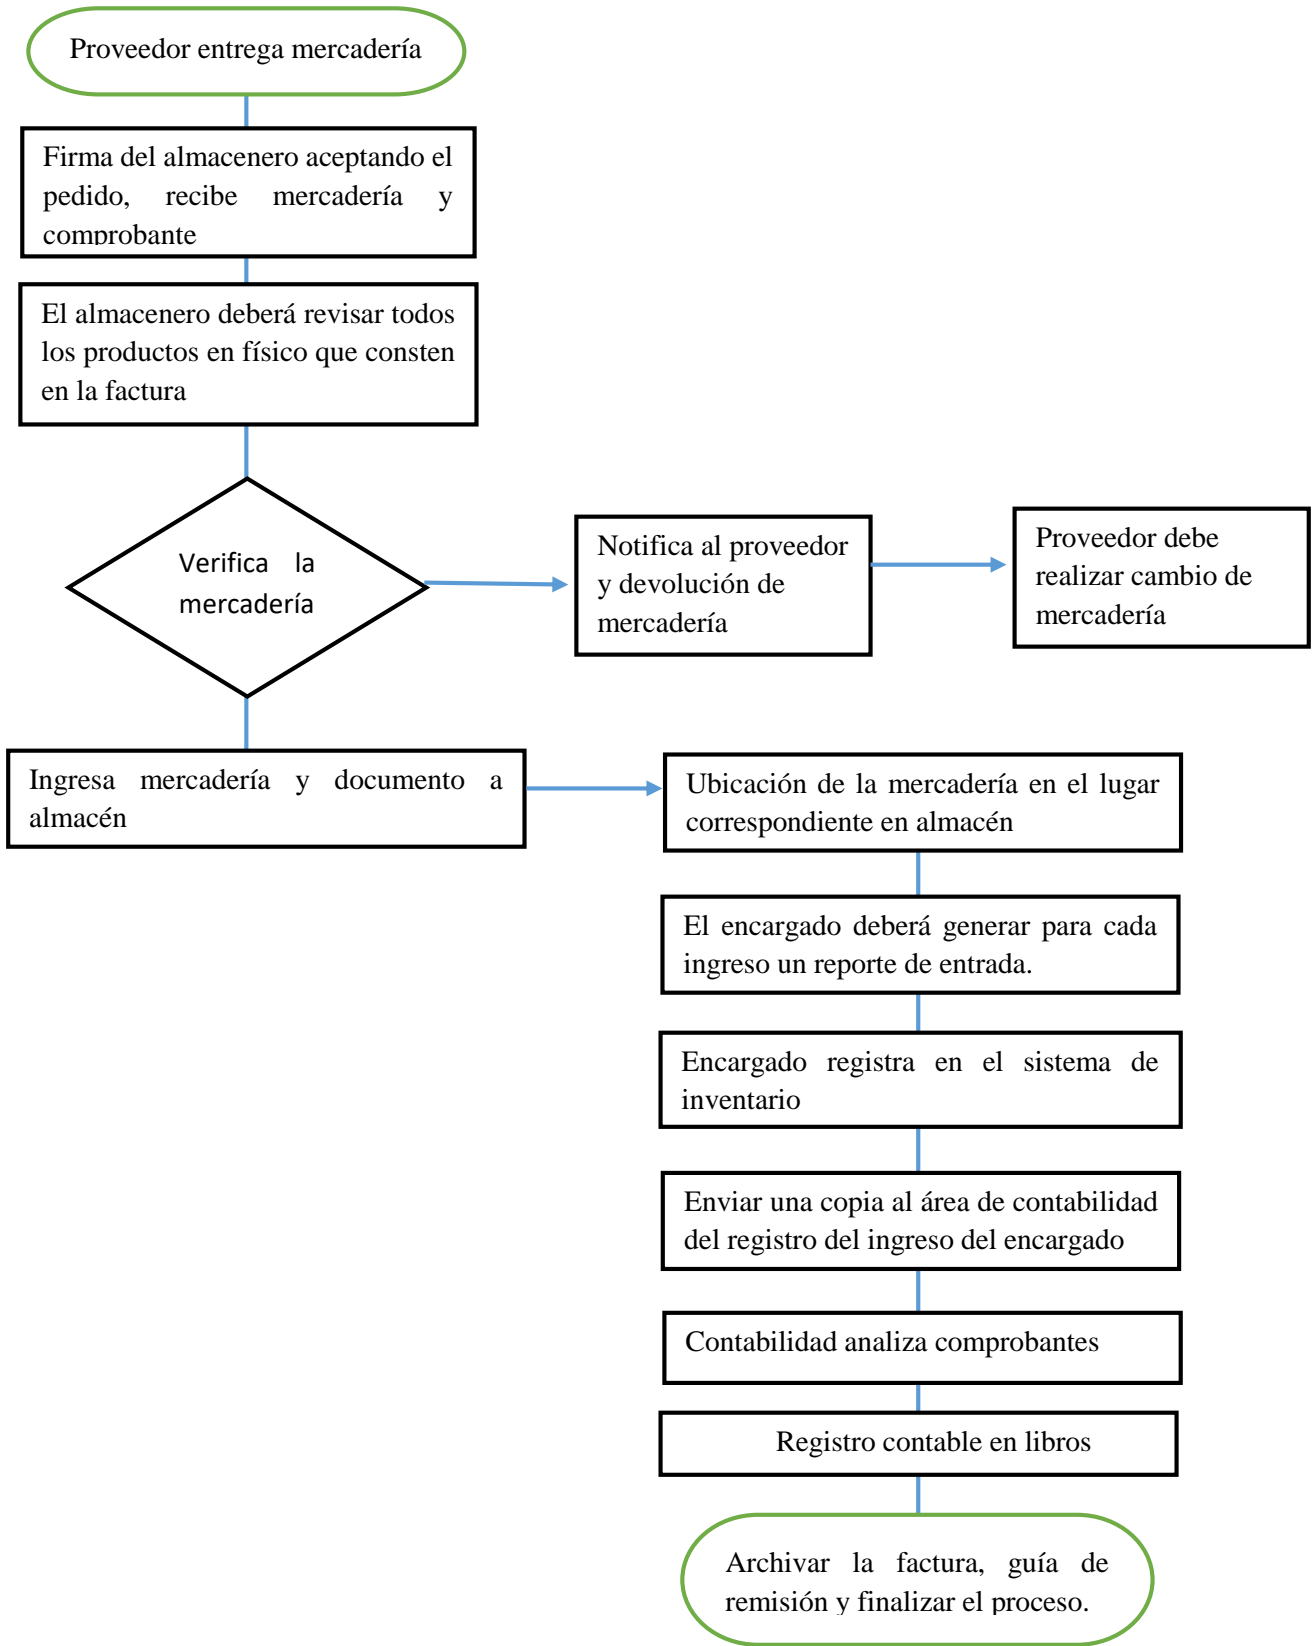 Proveedor entrega mercadería
Firma del almacenero aceptando el
pedido, recibe mercadería y
comprobante
El almacenero deberá revisar todos
los productos en físico que consten
en la factura
Verifica la
mercadería
Notifica al proveedor
y devolución de
mercadería
Proveedor debe
realizar cambio de
mercadería
Ingresa mercadería y documento a
almacén
Ubicación de la mercadería en el lugar
correspondiente en almacén
El encargado deberá generar para cada
ingreso un reporte de entrada.
Encargado registra en el sistema de
inventario
Enviar una copia al área de contabilidad
del registro del ingreso del encargado
Contabilidad analiza comprobantes
Registro contable en libros
Archivar la factura, guía de
remisión y finalizar el proceso.